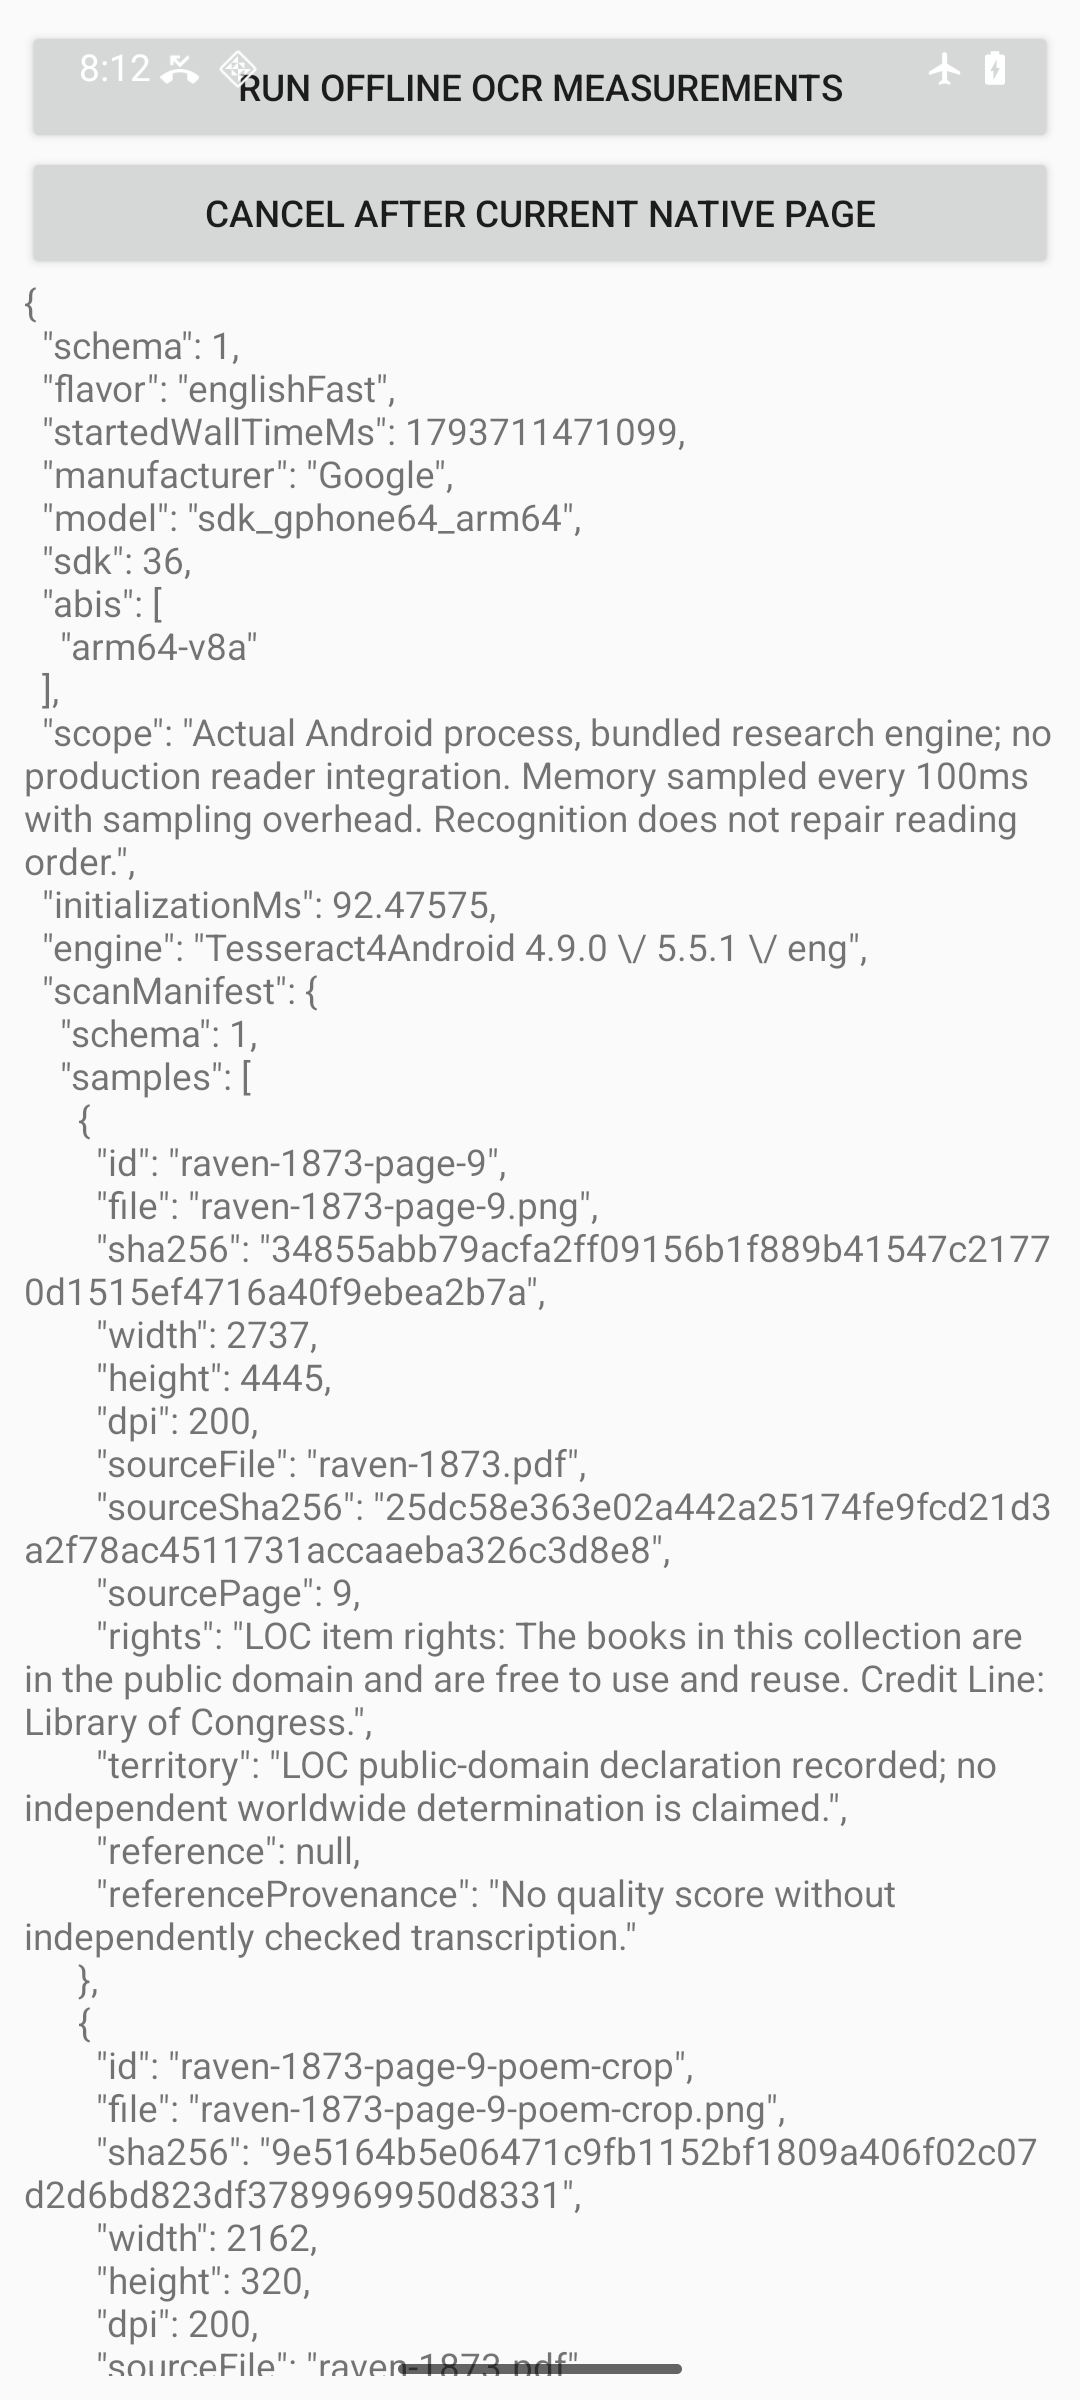 8:12
RUN OFFLINE OCR MEASUREMENTS
CANCEL AFTER CURRENT NATIVE PAGE
{
"schema": 1,
"flavor": "englishFast",
"startedWallTimeMs": 1793711471099,
"manufacturer": "Google",
"model": "sdk_gphone64_arm64",
"sdk": 36,
"abis": [
"arm64-v8a"
],
"scope": "Actual Android process, bundled research engine; no
production reader integration. Memory sampled every 100ms
with sampling overhead. Recognition does not repair reading
order.",
"initializationMs": 92.47575,
"engine": "Tesseract4Android 4.9.0 \/ 5.5.1 \/ eng",
"scanManifest": {
"schema": 1,
"samples": [
{
"id": "raven-1873-page-9",
"file": "raven-1873-page-9.png",
"sha256": "34855abb79acfa2ff09156b1f889b41547c2177
0d1515ef4716a40f9ebea2b7a",
"width": 2737,
"height": 4445,
"dpi": 200,
"sourceFile": "raven-1873.pdf",
"sourceSha256": "25dc58e363e02a442a25174fe9fcd21d3
a2f78ac4511731accaaeba326c3d8e8",
"sourcePage": 9,
"rights": "LOC item rights: The books in this collection are
in the public domain and are free to use and reuse. Credit Line:
Library of Congress.",
"territory": "LOC public-domain declaration recorded; no
independent worldwide determination is claimed.",
"reference": null,
"referenceProvenance": "No quality score without
independently checked transcription."
},
{
"id": "raven-1873-page-9-poem-crop",
"file": "raven-1873-page-9-poem-crop.png",
"sha256": "9e5164b5e06471c9fb1152bf1809a406f02c07
d2d6bd823df3789969950d8331",
"width": 2162,
"height": 320,
"dpi": 200,
"sourceFile": "raven-1873.pdf"